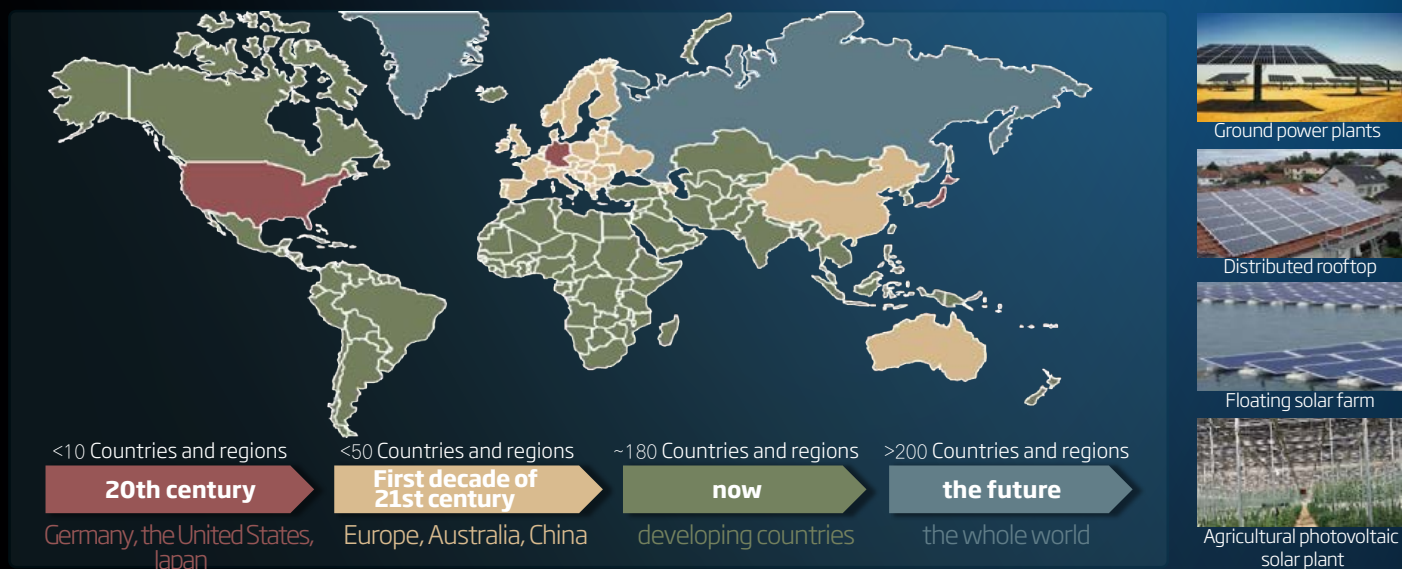 <10 Countries and regions
20th century
Germany, the United States,
Japan
<50 Countries and regions
First decade of
21st century
Europe, Australia, China
~180 Countries and regions
now
developing countries
>200 Countries and regions
the future
the whole world
Ground power plants
Distributed rooftop
Floating solar farm
Agricultural photovoltaic
solar plant